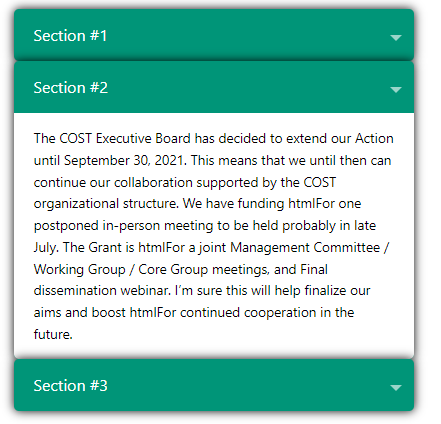 Section #1
Section #2
The COST Executive Board has decided to extend our Action
until September 30, 2021. This means that we until then can
continue our collaboration supported by the COST
organizational structure. We have funding htmlFor one
postponed in-person meeting to be held probably in late
July. The Grant is htmlFor a joint Management Committee /
Working Group / Core Group meetings, and Final
dissemination webinar. I’m sure this will help finalize our
aims and boost htmlFor continued cooperation in the
future.
Section #3